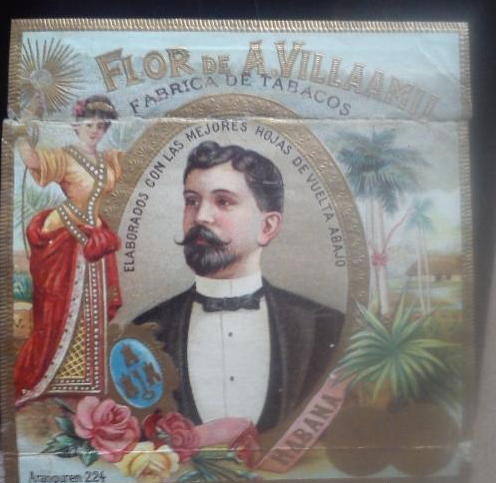 FLOR DE A. VILLAAMIL
FABRICA DE TABACOS
ELABORADOS CON LAS MEJORES HOJAS DE VUELTA ABAJO
HABANA
Aranguren 224